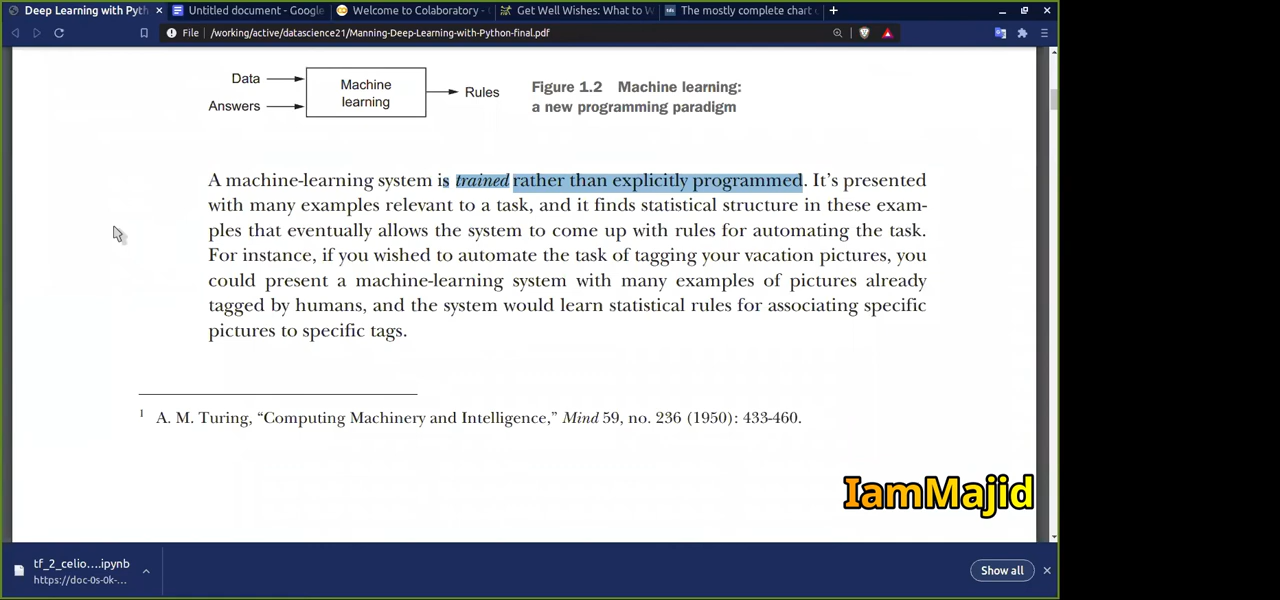 Deep Learning with Pyth
Untitled document - Google
Welcome to Colaboratory -
Get Well Wishes: What to W
The mostly complete chart
File | /working/active/datascience21/Manning-Deep-Learning-with-Python-final.pdf
Data
Answers
Machine
learning
Rules
Figure 1.2 Machine learning:
a new programming paradigm
A machine-learning system is trained rather than explicitly programmed. It's presented
with many examples relevant to a task, and it finds statistical structure in these exam-
ples that eventually allows the system to come up with rules for automating the task.
For instance, if you wished to automate the task of tagging your vacation pictures, you
could present a machine-learning system with many examples of pictures already
tagged by humans, and the system would learn statistical rules for associating specific
pictures to specific tags.
1 A. M. Turing, “Computing Machinery and Intelligence,” Mind 59, no. 236 (1950): 433-460.
IamMajid
tf_2_celio....ipynb
https://doc-0s-0k-...
Show all